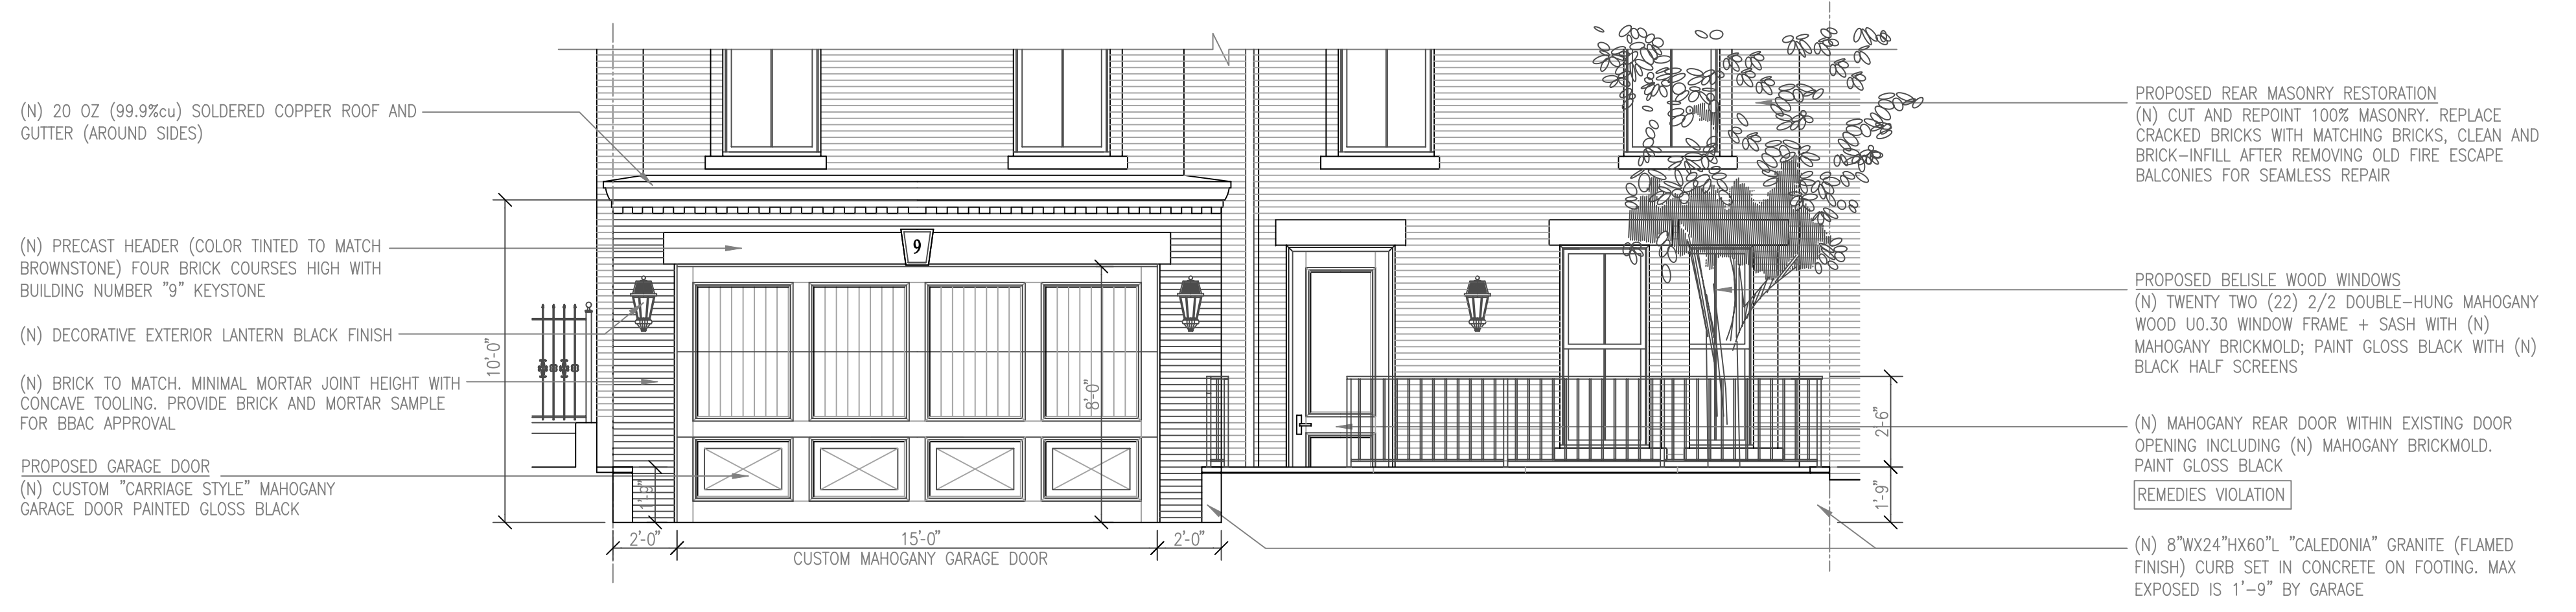 (N) 20 OZ (99.9%cu) SOLDERED COPPER ROOF AND
GUTTER (AROUND SIDES)
(N) PRECAST HEADER (COLOR TINTED TO MATCH
BROWNSTONE) FOUR BRICK COURSES HIGH WITH
BUILDING NUMBER "9" KEYSTONE
(N) DECORATIVE EXTERIOR LANTERN BLACK FINISH
(N) BRICK TO MATCH. MINIMAL MORTAR JOINT HEIGHT WITH
CONCAVE TOOLING. PROVIDE BRICK AND MORTAR SAMPLE
FOR BBAC APPROVAL
PROPOSED GARAGE DOOR
(N) CUSTOM "CARRIAGE STYLE" MAHOGANY
GARAGE DOOR PAINTED GLOSS BLACK
10'-0"
9
8'-0"
1'-9"
2'-0"
15'-0"
2'-0"
CUSTOM MAHOGANY GARAGE DOOR
2'-6"
1'-9"
PROPOSED REAR MASONRY RESTORATION
(N) CUT AND REPOINT 100% MASONRY. REPLACE
CRACKED BRICKS WITH MATCHING BRICKS, CLEAN AND
BRICK-INFILL AFTER REMOVING OLD FIRE ESCAPE
BALCONIES FOR SEAMLESS REPAIR
PROPOSED BELISLE WOOD WINDOWS
(N) TWENTY TWO (22) 2/2 DOUBLE-HUNG MAHOGANY
WOOD U0.30 WINDOW FRAME + SASH WITH (N)
MAHOGANY BRICKMOLD; PAINT GLOSS BLACK WITH (N)
BLACK HALF SCREENS
(N) MAHOGANY REAR DOOR WITHIN EXISTING DOOR
OPENING INCLUDING (N) MAHOGANY BRICKMOLD.
PAINT GLOSS BLACK
REMEDIES VIOLATION
(N) 8"WX24"HX60"L "CALEDONIA" GRANITE (FLAMED
FINISH) CURB SET IN CONCRETE ON FOOTING. MAX
EXPOSED IS 1'-9" BY GARAGE